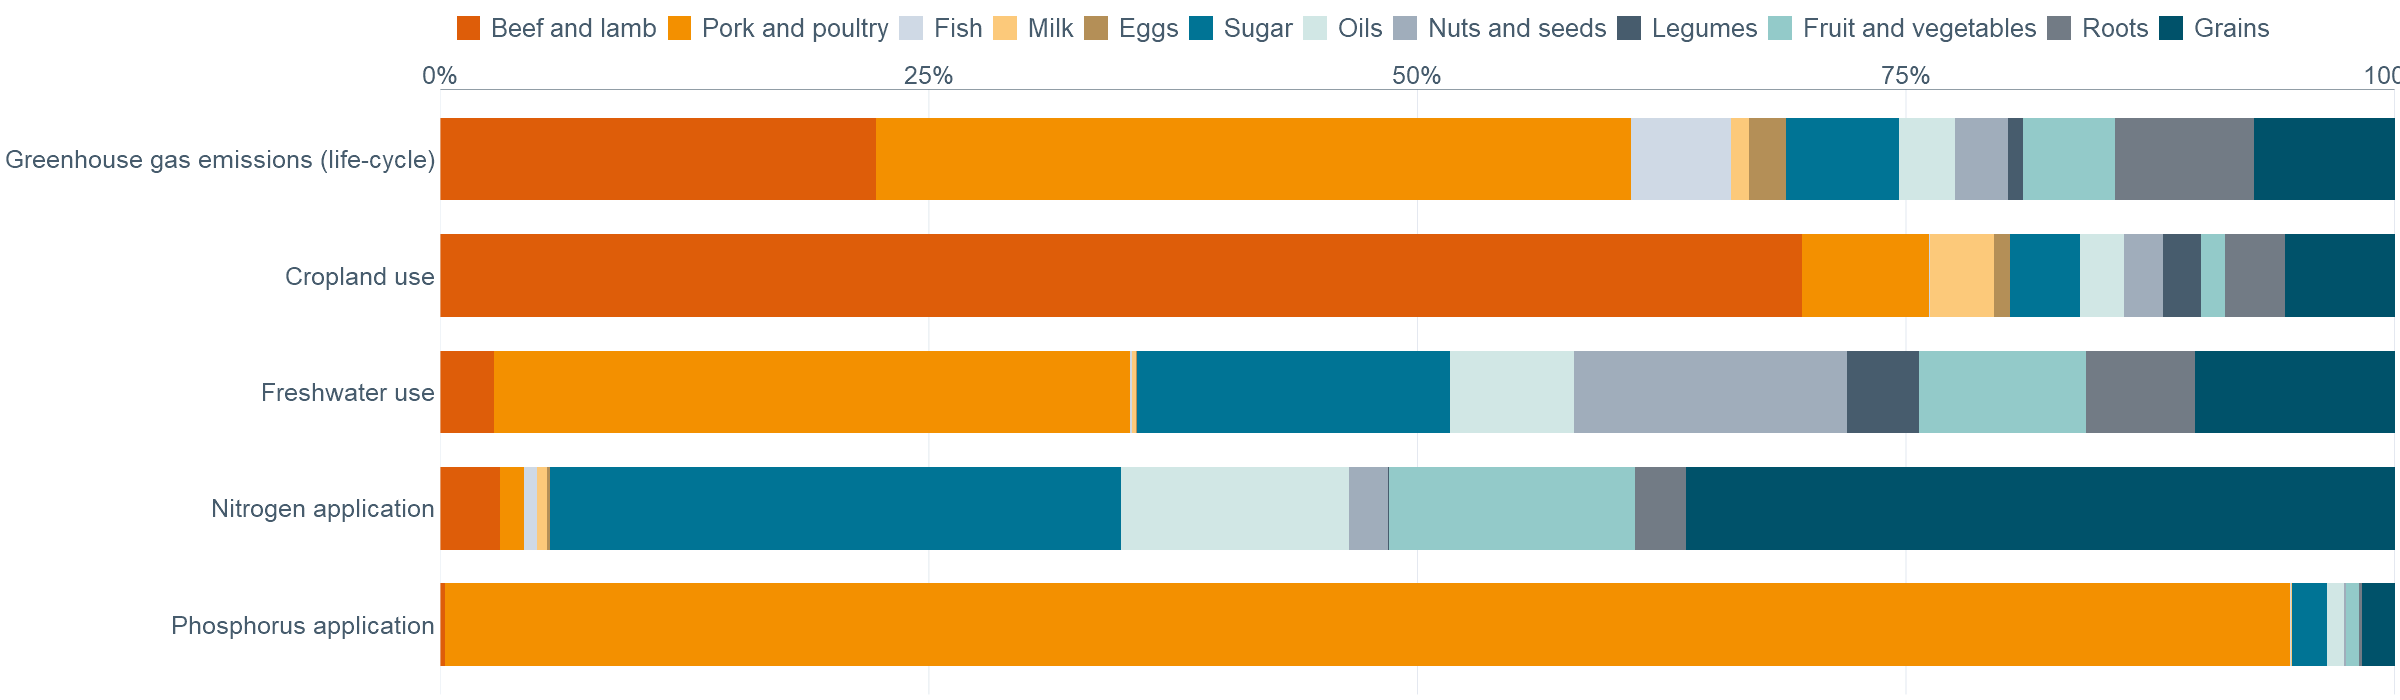 Beef and lamb Pork and poultry Fish Milk Eggs Sugar Oils Nuts and seeds Legumes Fruit and vegetables Roots Grains
0% 25% 50% 75% 100
Greenhouse gas emissions (life-cycle)
Cropland use
Freshwater use
Nitrogen application
Phosphorus application